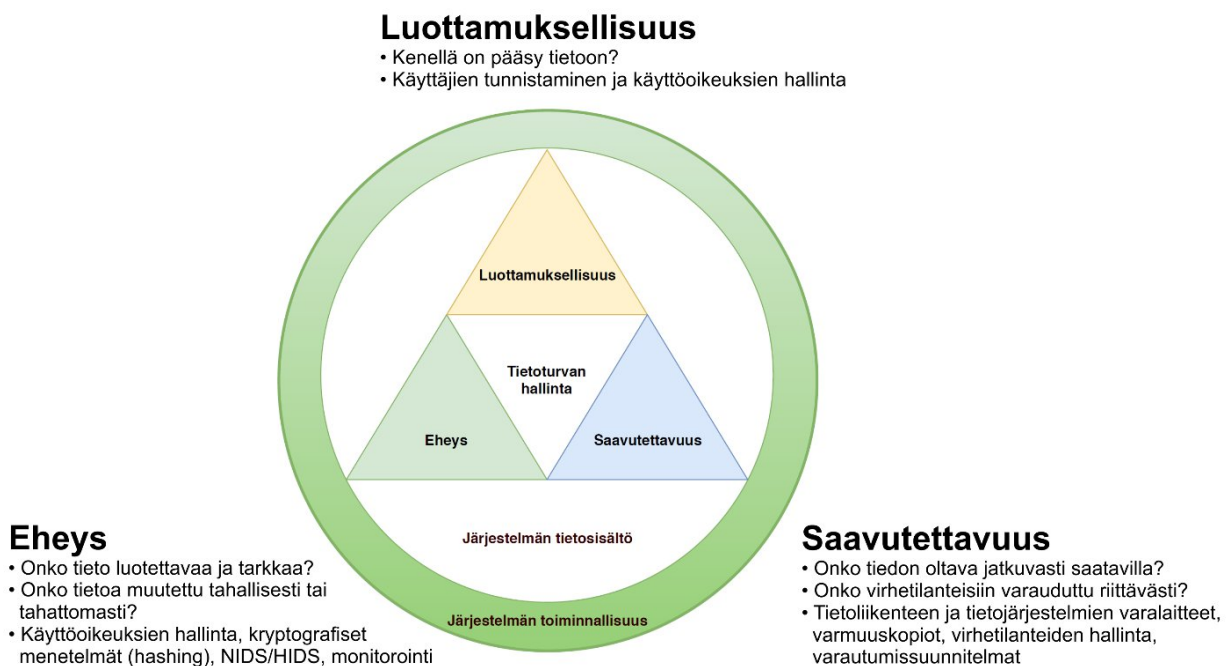 Luottamuksellisuus
• Kenellä on pääsy tietoon?
• Käyttäjien tunnistaminen ja käyttöoikeuksien hallinta
Luottamuksellisuus
Tietoturvan
hallinta
Eheys
Saavutettavuus
Järjestelmän tietosisältö
Järjestelmän toiminnallisuus
Eheys
• Onko tieto luotettavaa ja tarkkaa?
• Onko tietoa muutettu tahallisesti tai
tahattomasti?
• Käyttöoikeuksien hallinta, kryptografiset
menetelmät (hashing), NIDS/HIDS, monitorointi
Saavutettavuus
• Onko tiedon oltava jatkuvasti saatavilla?
• Onko virhetilanteisiin varauduttu riittävästi?
• Tietoliikenteen ja tietojärjestelmien varalaitteet,
varmuuskopiot, virhetilanteiden hallinta,
varautumissuunnitelmat